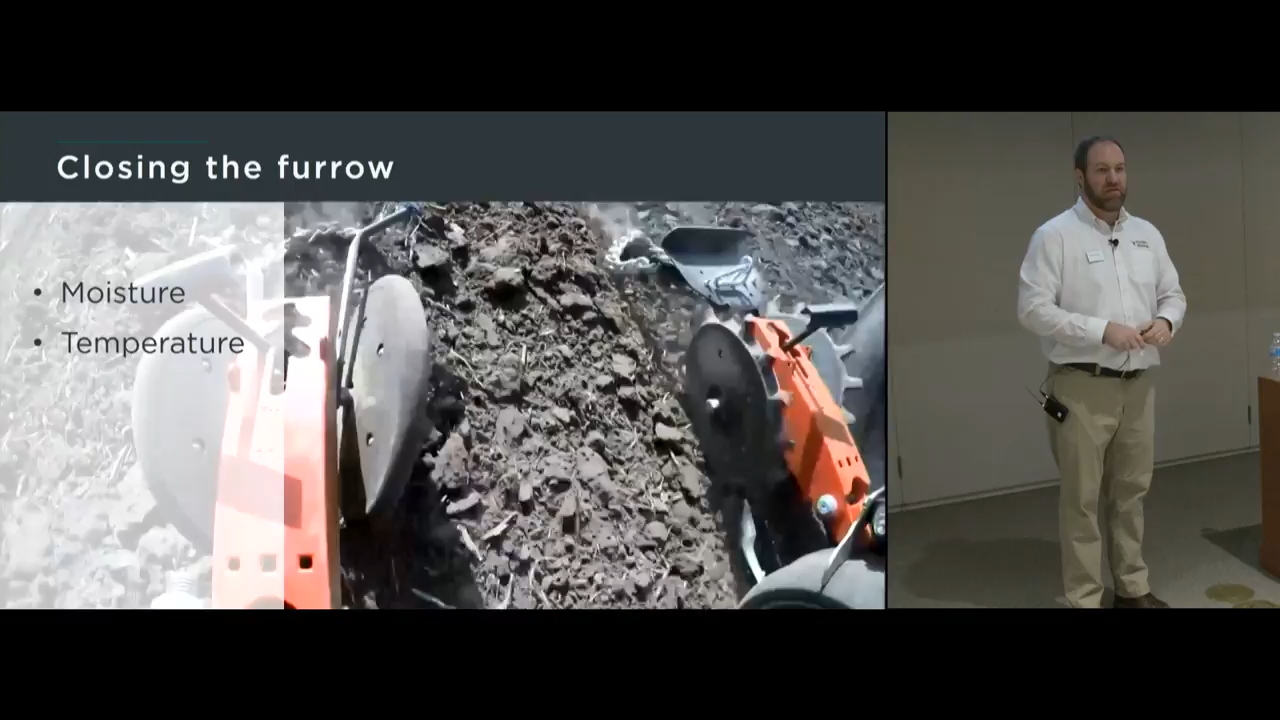 Closing the furrow
• Moisture
• Temperature